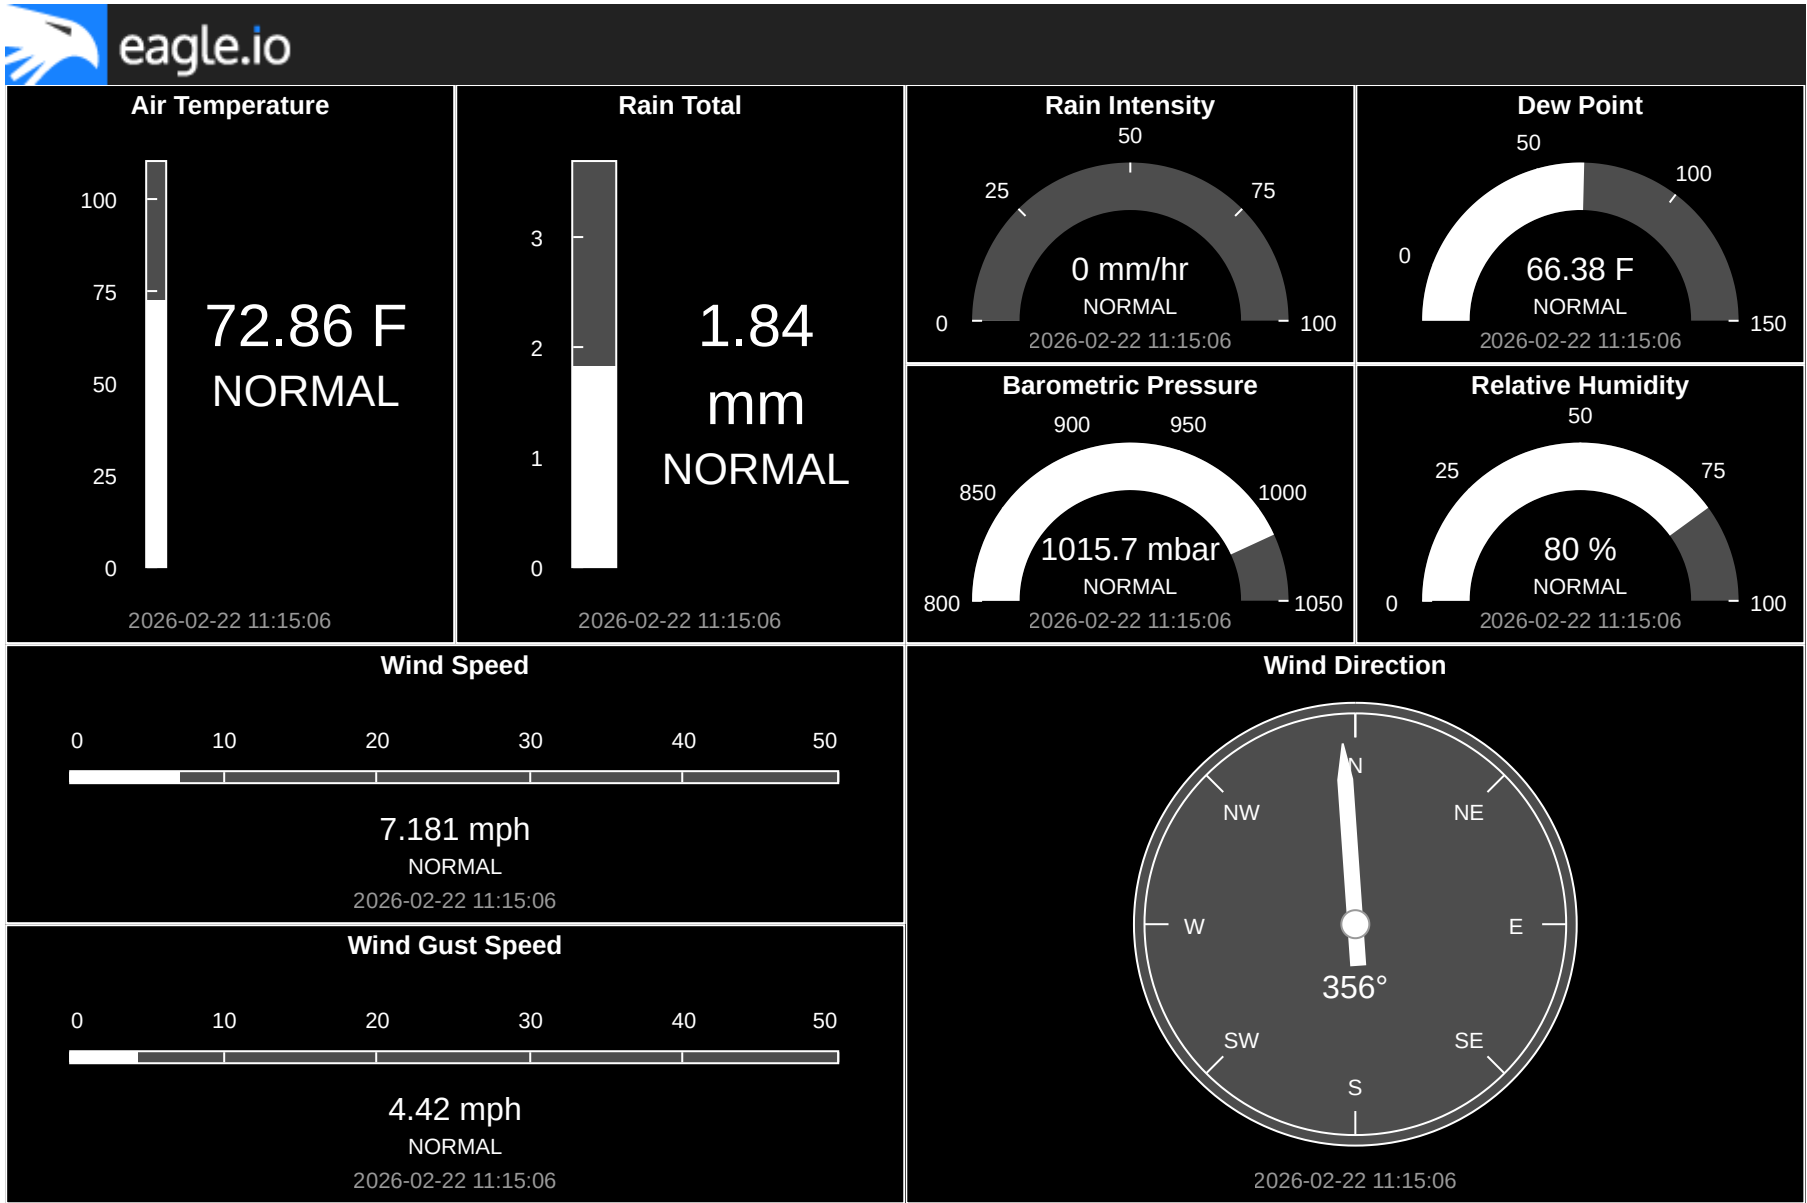 eagle.io
Air Temperature
100
75
50
25
0
72.86 F
NORMAL
2026-02-22 11:15:06
Rain Total
3
2
1
0
1.84
mm
NORMAL
2026-02-22 11:15:06
Rain Intensity
50
25 75
0 100
0 mm/hr
NORMAL
2026-02-22 11:15:06
Dew Point
50
100
0
150
66.38 F
NORMAL
2026-02-22 11:15:06
Barometric Pressure
900 950
850 1000
800 1050
1015.7 mbar
NORMAL
2026-02-22 11:15:06
Relative Humidity
50
25 75
0 100
80 %
NORMAL
2026-02-22 11:15:06
Wind Speed
0 10 20 30 40 50
7.181 mph
NORMAL
2026-02-22 11:15:06
Wind Gust Speed
0 10 20 30 40 50
4.42 mph
NORMAL
2026-02-22 11:15:06
Wind Direction
N
NW NE
W E
356°
SW SE
S
2026-02-22 11:15:06